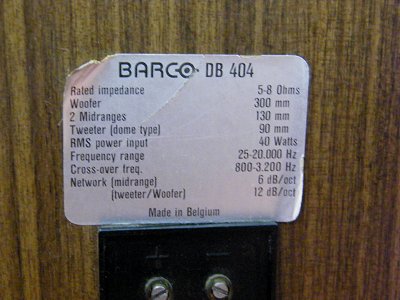 BARCO DB 404
Rated impedance 5-8 Ohms
Woofer 300 mm
2 Midranges 130 mm
Tweeter (dome type) 90 mm
RMS power input 40 Watts
Frequency range 25-20.000 Hz
Cross-over freq. 800-3.200 Hz
Network (midrange) 6 dB/oct
(tweeter/Woofer) 12 dB/oct
Made in Belgium
+ −